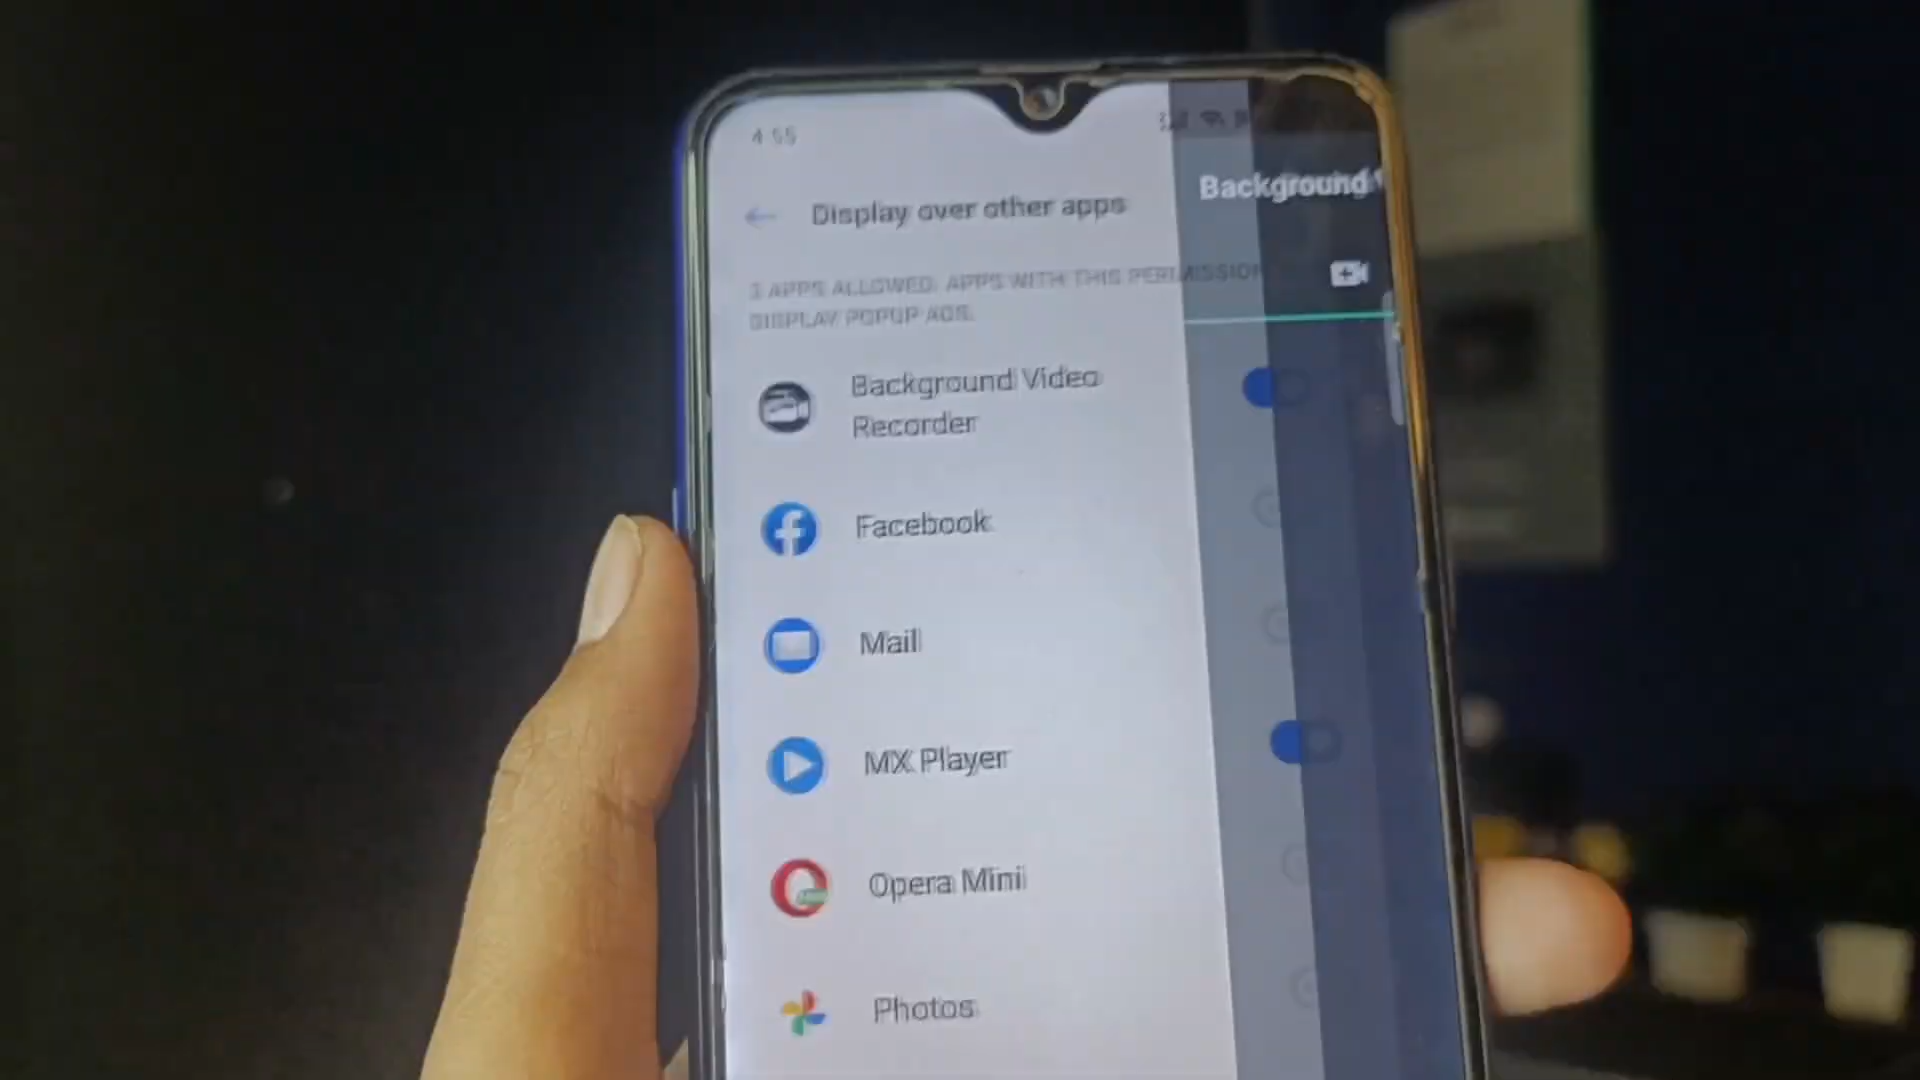 4:55
Background
Display over other apps
3 APPS ALLOWED. APPS WITH THIS PERMISSION
DISPLAY POPUP ADS.
Background Video
Recorder
Facebook
Mail
MX Player
Opera Mini
Photos